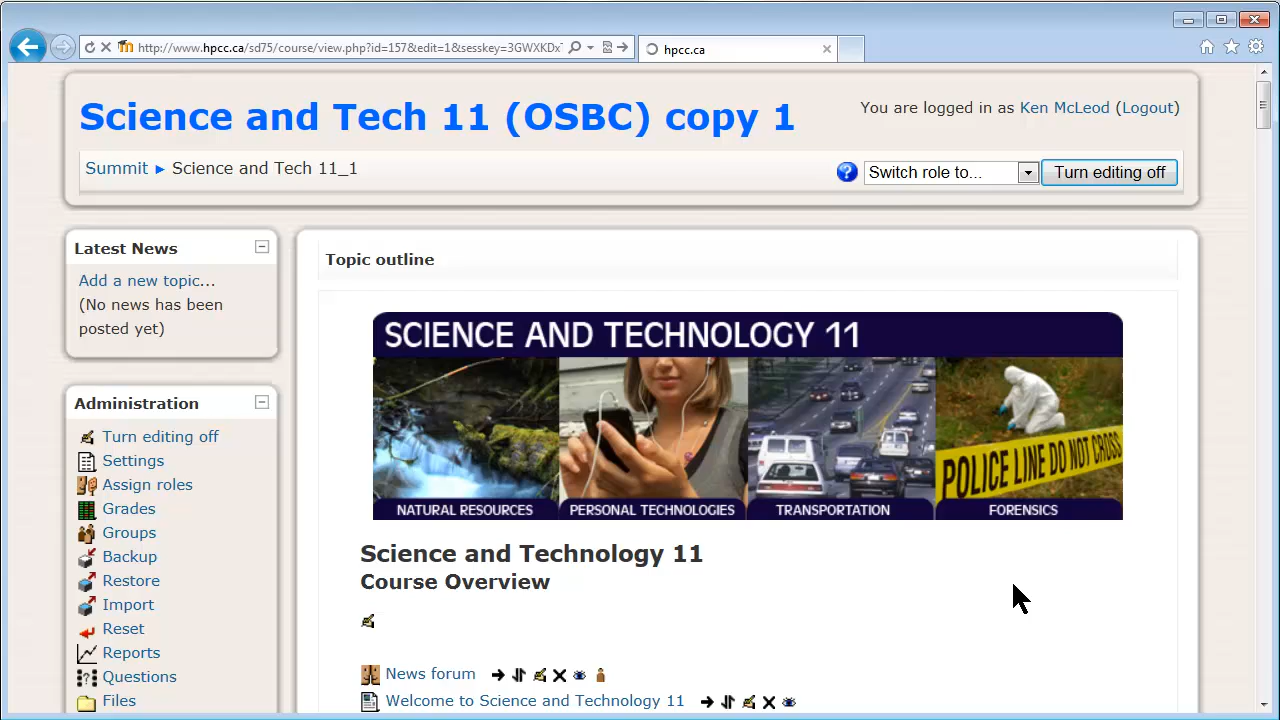 http://www.hpcc.ca/sd75/course/view.php?id=157&edit=1&sesskey=3GWXKDx
hpcc.ca
Science and Tech 11 (OSBC) copy 1
You are logged in as Ken McLeod (Logout)
Summit ► Science and Tech 11_1
Switch role to...
Turn editing off
Latest News
Add a new topic...
(No news has been
posted yet)
Administration
Turn editing off
Settings
Assign roles
Grades
Groups
Backup
Restore
Import
Reset
Reports
Questions
Files
Topic outline
SCIENCE AND TECHNOLOGY 11
POLICE LINE DO NOT CROSS
NATURAL RESOURCES
PERSONAL TECHNOLOGIES
TRANSPORTATION
FORENSICS
Science and Technology 11
Course Overview
News forum
Welcome to Science and Technology 11